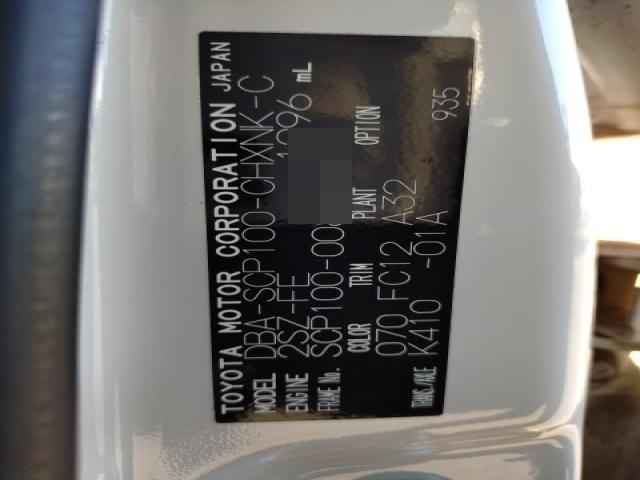 TOYOTA MOTOR CORPORATION JAPAN
MODEL DBA-SCP100-CHXNK-C
ENGINE 2SZ-FE 1296 mL
FRAME No. SCP100-00
COLOR TRIM PLANT OPTION
070 FC12 A32
TRANS/AXLE K410 -01A 935